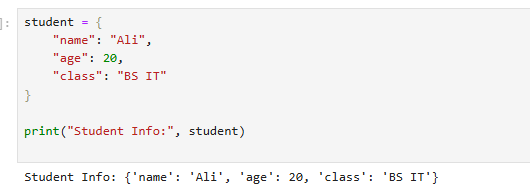 ]:
student = {
    "name": "Ali",
    "age": 20,
    "class": "BS IT"
}
print("Student Info:", student)
Student Info: {'name': 'Ali', 'age': 20, 'class': 'BS IT'}